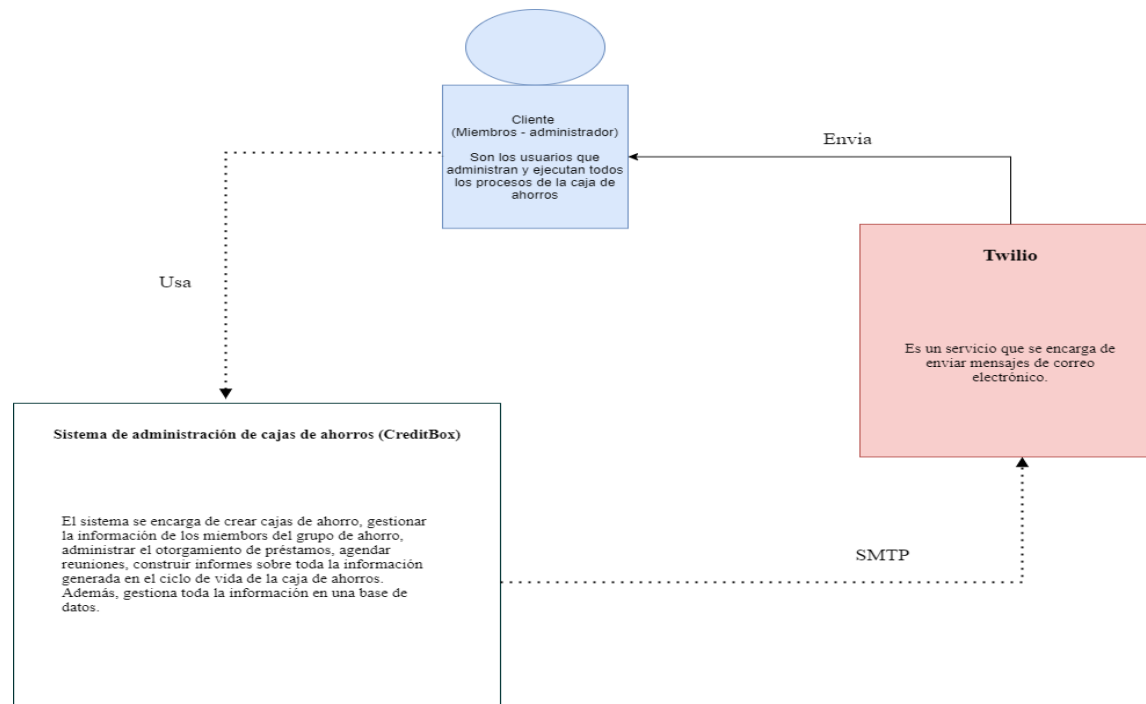 Cliente
(Miembros - administrador)
Son los usuarios que
administran y ejecutan todos
los procesos de la caja de
ahorros
Envia
Twilio
Es un servicio que se encarga de
enviar mensajes de correo
electrónico.
Usa
Sistema de administración de cajas de ahorros (CreditBox)
El sistema se encarga de crear cajas de ahorro, gestionar
la información de los miembors del grupo de ahorro,
administrar el otorgamiento de préstamos, agendar
reuniones, construir informes sobre toda la información
generada en el ciclo de vida de la caja de ahorros.
Además, gestiona toda la información en una base de
datos.
SMTP